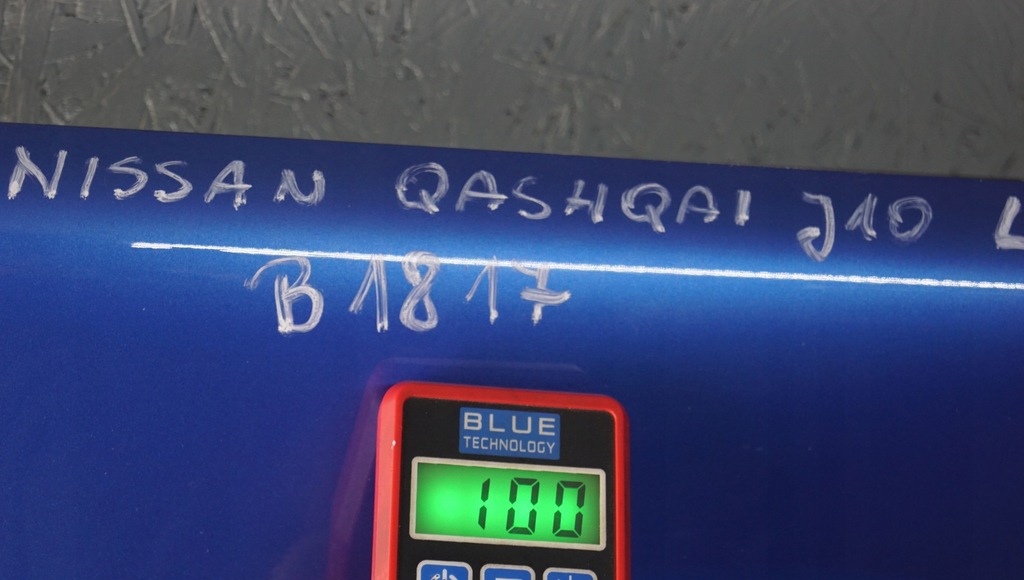 NISSAN QASHQAI J10 L
B1817
BLUE
TECHNOLOGY
100